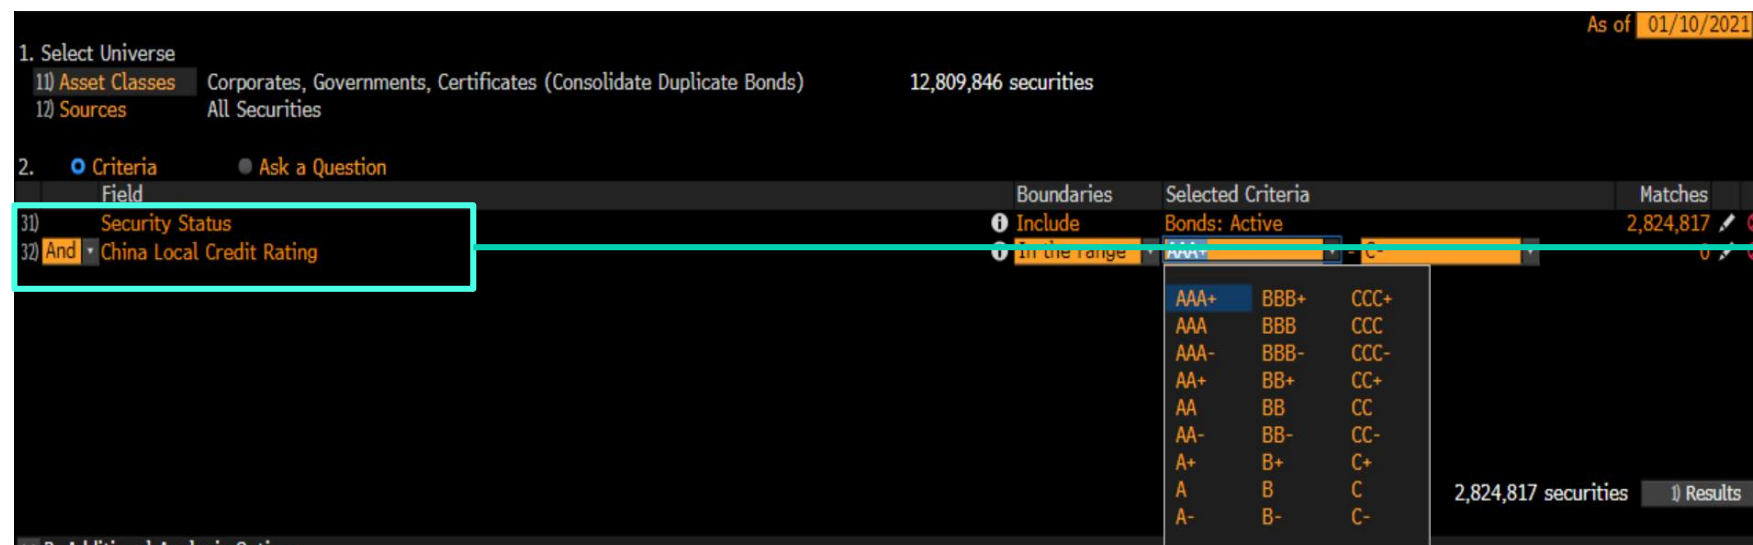 As of 01/10/2021
1. Select Universe
11) Asset Classes Corporates, Governments, Certificates (Consolidate Duplicate Bonds) 12,809,846 securities
12) Sources All Securities
2. Criteria Ask a Question
Field Boundaries Selected Criteria Matches
31) Security Status Include Bonds: Active 2,824,817
32) And China Local Credit Rating In the range AAA+ - C- 0
AAA+ BBB+ CCC+
AAA BBB CCC
AAA- BBB- CCC-
AA+ BB+ CC+
AA BB CC
AA- BB- CC-
A+ B+ C+
A B C 2,824,817 securities 1) Results
A- B- C-